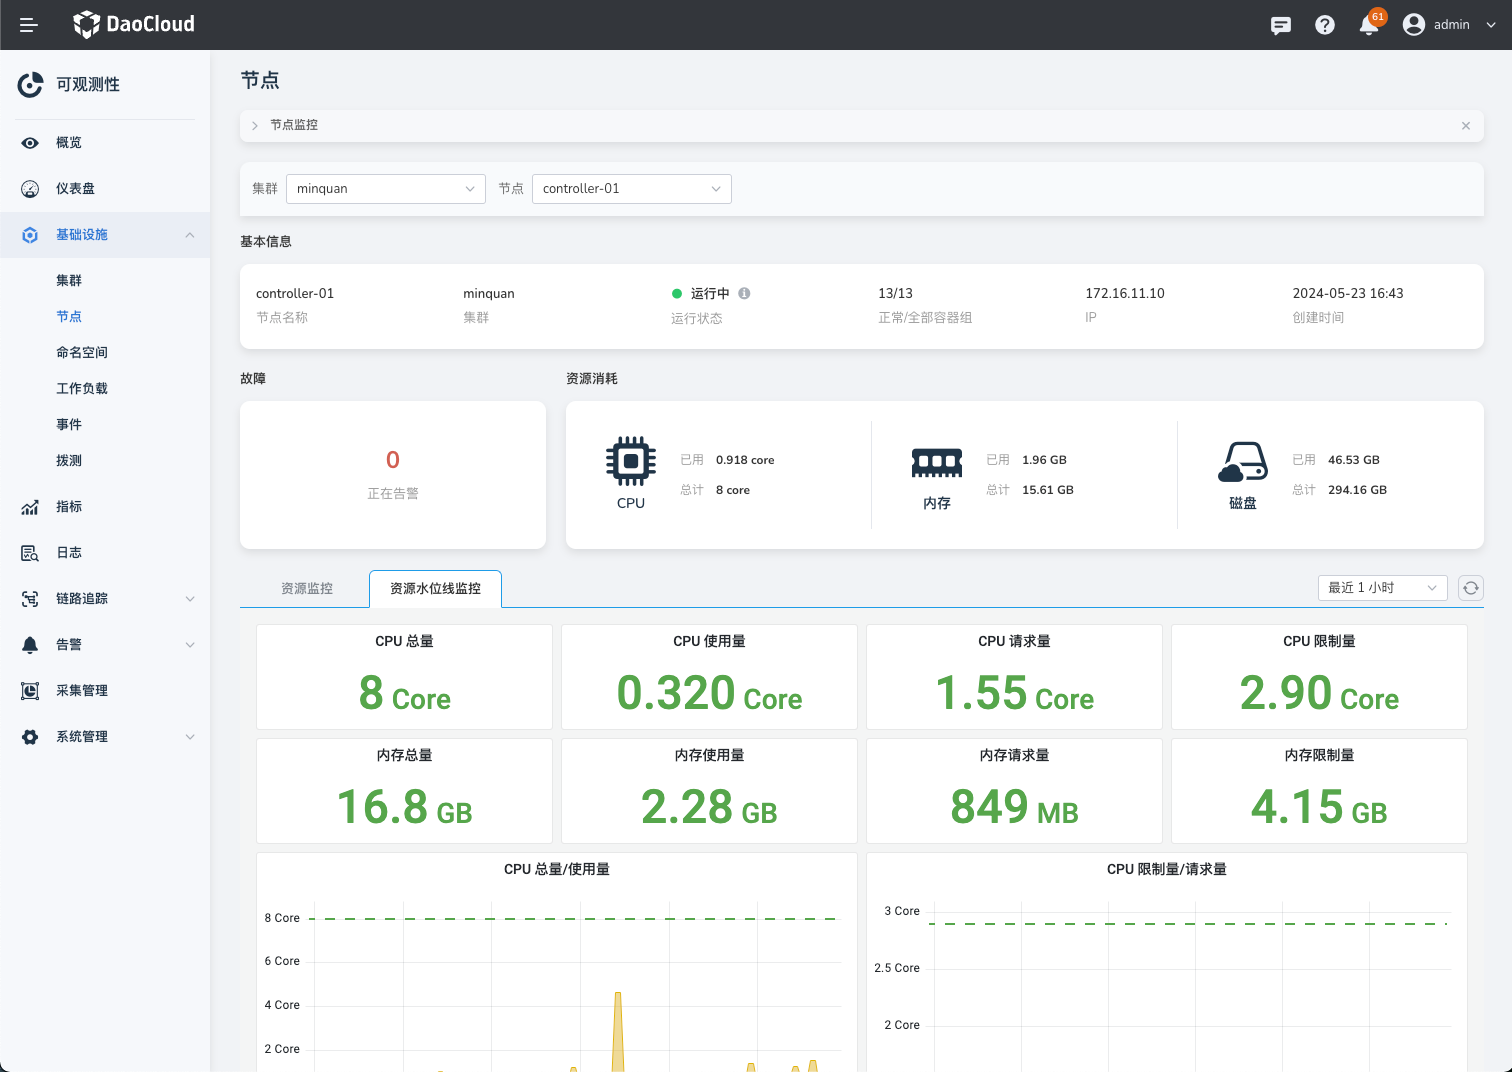 DaoCloud
61
admin
可观测性
概览
仪表盘
基础设施
集群
节点
命名空间
工作负载
事件
拨测
指标
日志
链路追踪
告警
采集管理
系统管理
节点
节点监控
集群 minquan 节点 controller-01
基本信息
controller-01 minquan 运行中 13/13 172.16.11.10 2024-05-23 16:43
节点名称 集群 运行状态 正常/全部容器组 IP 创建时间
故障 资源消耗
0
正在告警
CPU
已用 0.918 core
总计 8 core
内存
已用 1.96 GB
总计 15.61 GB
磁盘
已用 46.53 GB
总计 294.16 GB
资源监控 资源水位线监控 最近 1 小时
CPU 总量 CPU 使用量 CPU 请求量 CPU 限制量
8 Core 0.320 Core 1.55 Core 2.90 Core
内存总量 内存使用量 内存请求量 内存限制量
16.8 GB 2.28 GB 849 MB 4.15 GB
CPU 总量/使用量
8 Core
6 Core
4 Core
2 Core
CPU 限制量/请求量
3 Core
2.5 Core
2 Core